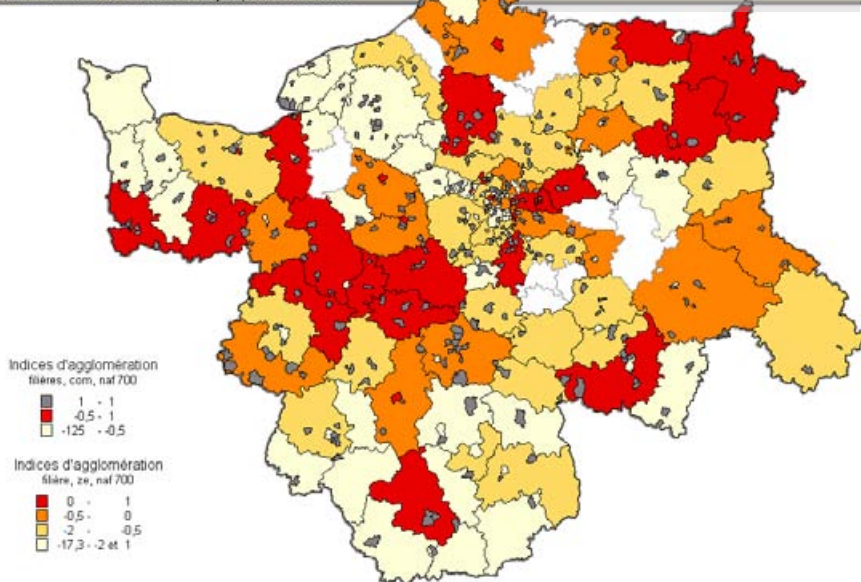 Indices d'agglomération
filières, com, naf 700
1 - 1
-0,5 - 1
-125 - -0,5
Indices d'agglomération
filière, ze, naf 700
0 - 1
-0,5 - 0
-2 - -0,5
-17,3 - -2 et 1